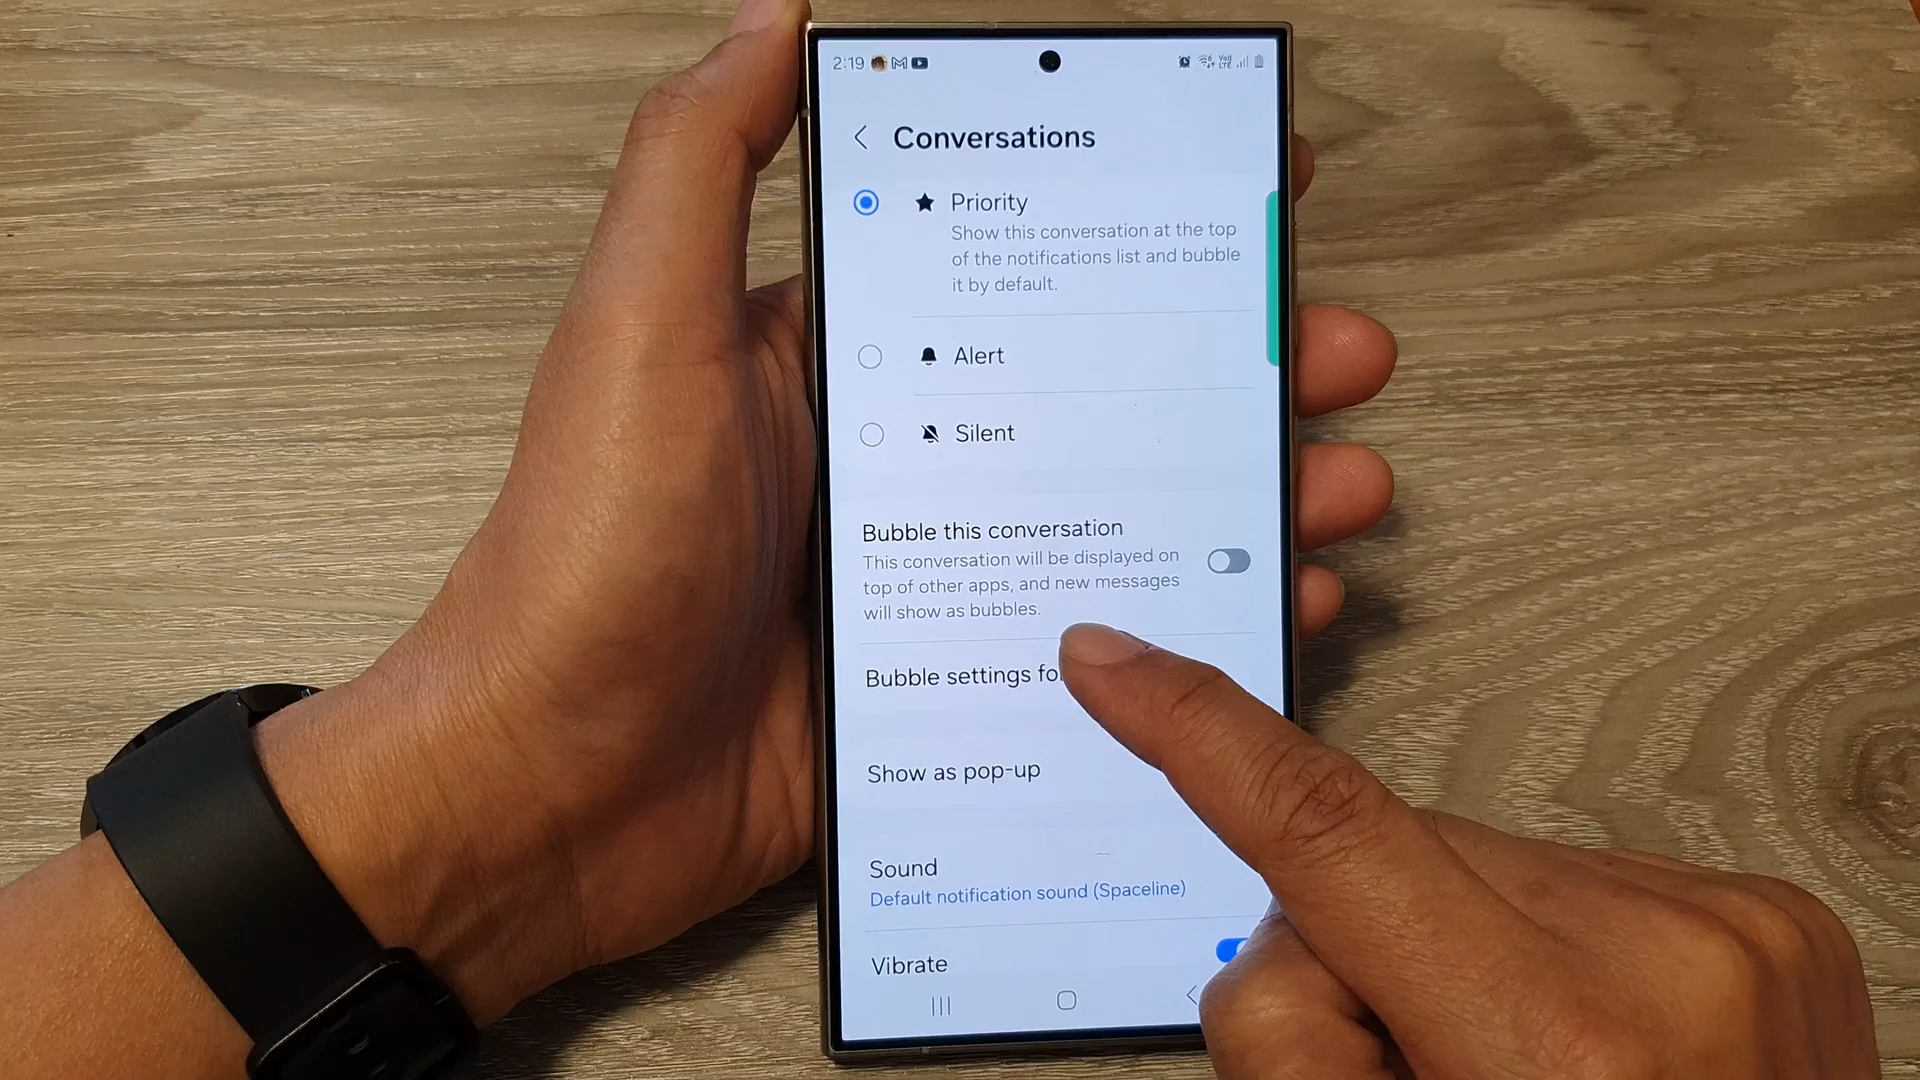 2:19
Conversations
Priority
Show this conversation at the top
of the notifications list and bubble
it by default.
Alert
Silent
Bubble this conversation
This conversation will be displayed on
top of other apps, and new messages
will show as bubbles.
Bubble settings
Show as pop-up
Sound
Default notification sound (Spaceline)
Vibrate